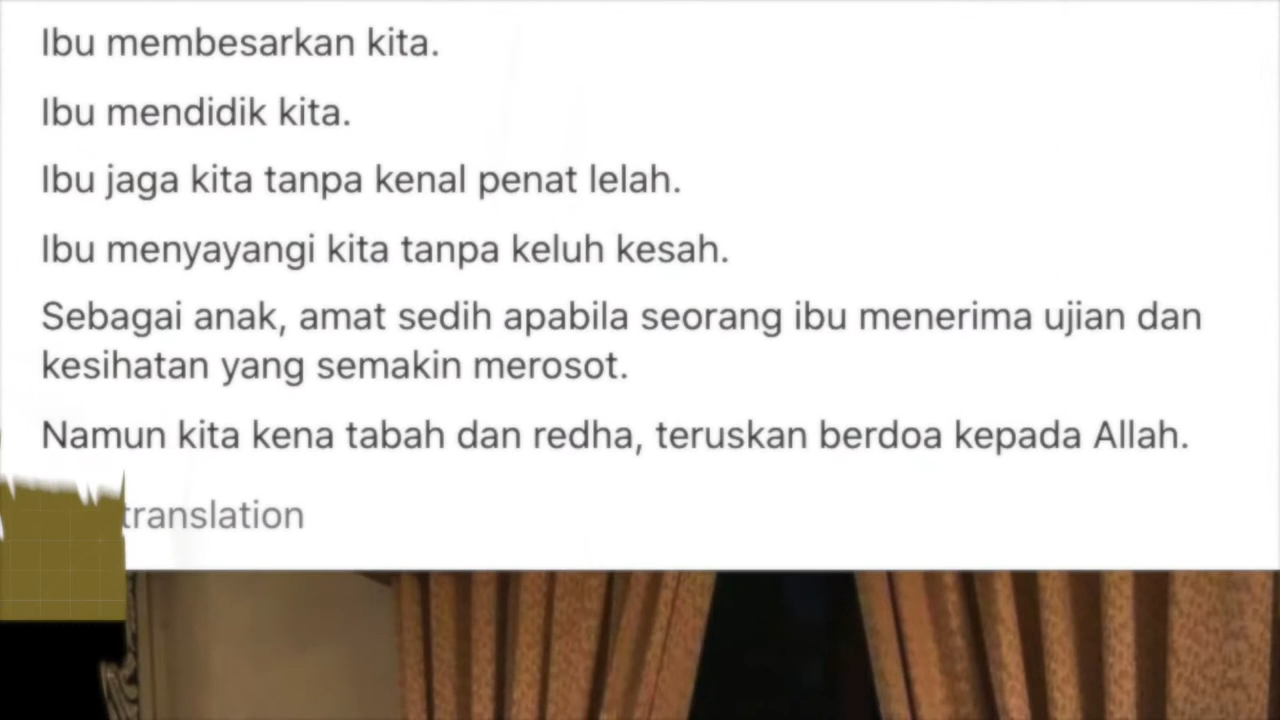 Ibu membesarkan kita.
Ibu mendidik kita.
Ibu jaga kita tanpa kenal penat lelah.
Ibu menyayangi kita tanpa keluh kesah.
Sebagai anak, amat sedih apabila seorang ibu menerima ujian dan
kesihatan yang semakin merosot.
Namun kita kena tabah dan redha, teruskan berdoa kepada Allah.
translation